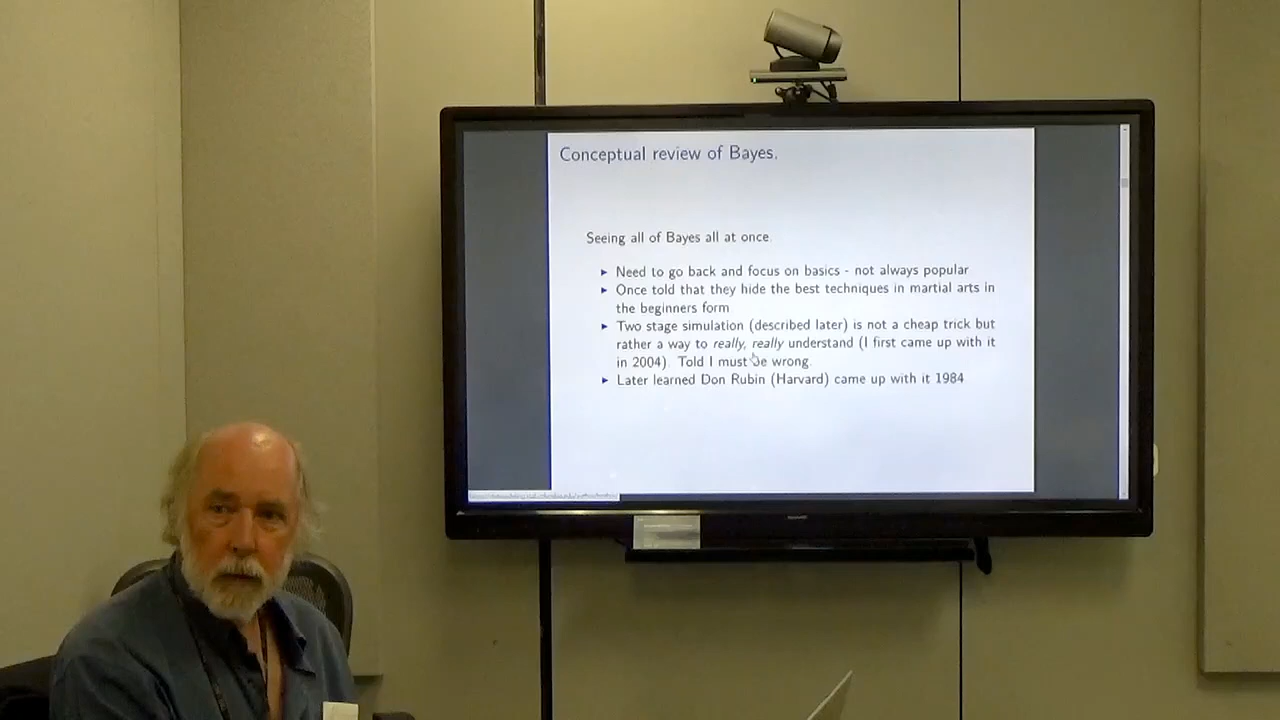 Conceptual review of Bayes.
Seeing all of Bayes all at once.
► Need to go back and focus on basics - not always popular
► Once told that they hide the best techniques in martial arts in
the beginners form
► Two stage simulation (described later) is not a cheap trick but
rather a way to really, really understand (I first came up with it
in 2004). Told I must be wrong.
► Later learned Don Rubin (Harvard) came up with it 1984